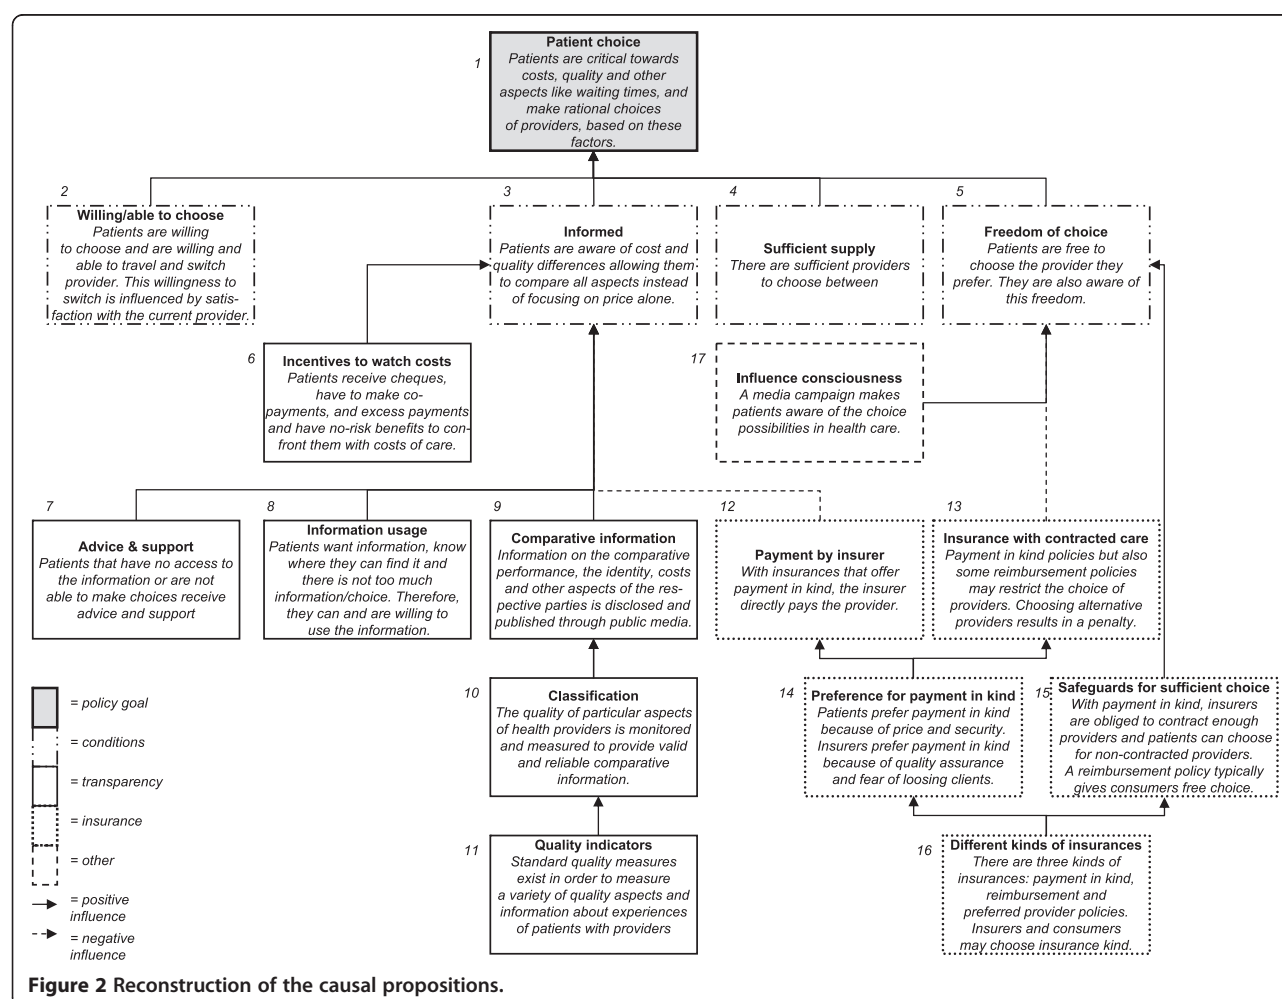 Patient choice
1
Patients are critical towards
costs, quality and other
aspects like waiting times, and
make rational choices
of providers, based on these
factors.
2
Willing/able to choose
Patients are willing
to choose and are willing and
able to travel and switch
provider. This willingness to
switch is influenced by satis-
faction with the current provider.
3
Informed
Patients are aware of cost and
quality differences allowing them
to compare all aspects instead
of focusing on price alone.
4
Sufficient supply
There are sufficient providers
to choose between
5
Freedom of choice
Patients are free to
choose the provider they
prefer. They are also aware of
this freedom.
6
Incentives to watch costs
Patients receive cheques,
have to make co-
payments, and excess payments
and have no-risk benefits to con-
front them with costs of care.
17
Influence consciousness
A media campaign makes
patients aware of the choice
possibilities in health care.
7
Advice & support
Patients that have no access to
the information or are not
able to make choices receive
advice and support
8
Information usage
Patients want information, know
where they can find it and
there is not too much
information/choice. Therefore,
they can and are willing to
use the information.
9
Comparative information
Information on the comparative
performance, the identity, costs
and other aspects of the res-
pective parties is disclosed and
published through public media.
12
Payment by insurer
With insurances that offer
payment in kind, the insurer
directly pays the provider.
13
Insurance with contracted care
Payment in kind policies but also
some reimbursement policies
may restrict the choice of
providers. Choosing alternative
providers results in a penalty.
10
Classification
The quality of particular aspects
of health providers is monitored
and measured to provide valid
and reliable comparative
information.
14
Preference for payment in kind
Patients prefer payment in kind
because of price and security.
Insurers prefer payment in kind
because of quality assurance
and fear of loosing clients.
15
Safeguards for sufficient choice
With payment in kind, insurers
are obliged to contract enough
providers and patients can choose
for non-contracted providers.
A reimbursement policy typically
gives consumers free choice.
11
Quality indicators
Standard quality measures
exist in order to measure
a variety of quality aspects and
information about experiences
of patients with providers
16
Different kinds of insurances
There are three kinds of
insurances: payment in kind,
reimbursement and
preferred provider policies.
Insurers and consumers
may choose insurance kind.
= policy goal
= conditions
= transparency
= insurance
= other
= positive
influence
= negative
influence
Figure 2 Reconstruction of the causal propositions.